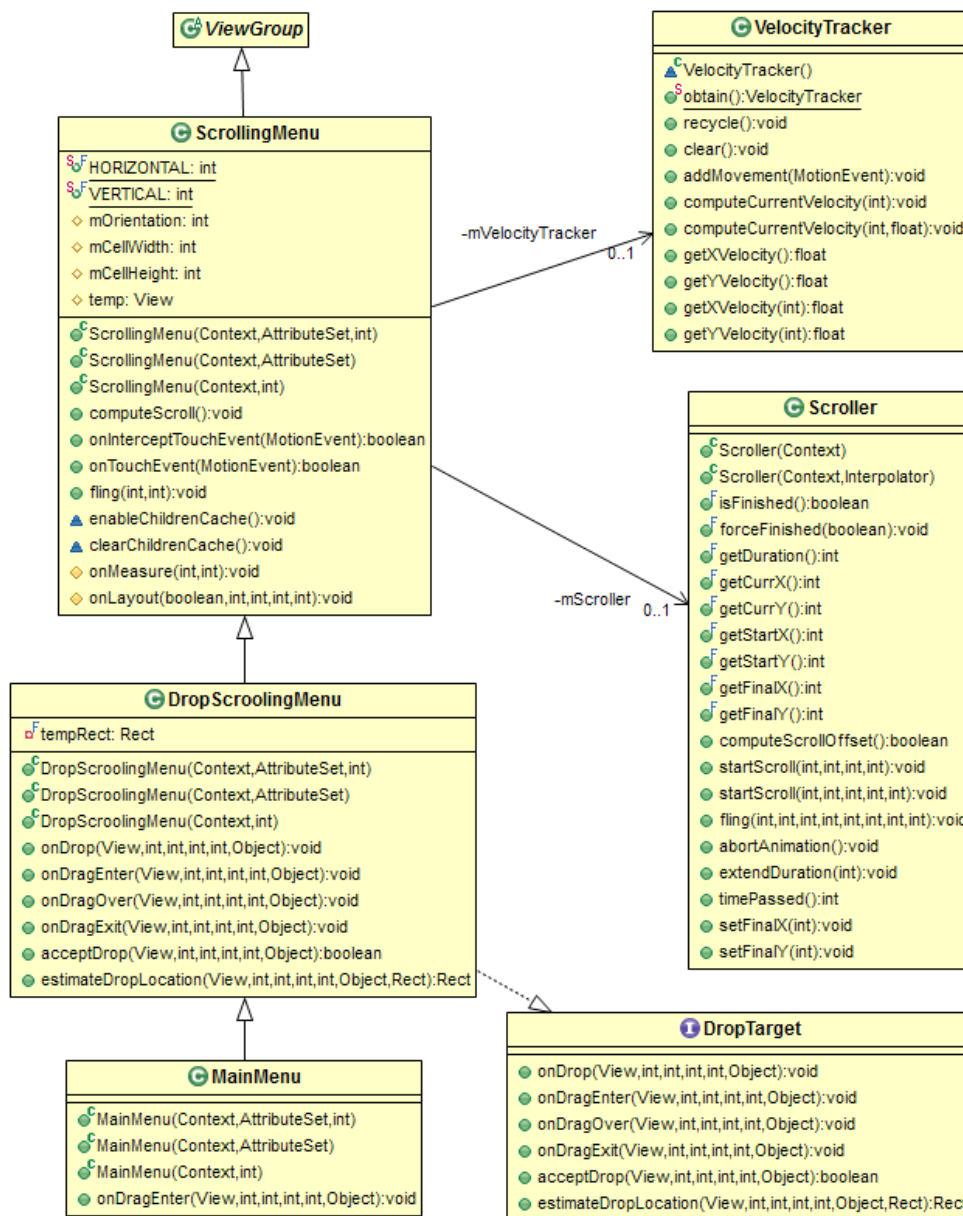 ViewGroup
ScrollingMenu
HORIZONTAL: int
VERTICAL: int
mOrientation: int
mCellWidth: int
mCellHeight: int
temp: View
ScrollingMenu(Context,AttributeSet,int)
ScrollingMenu(Context,AttributeSet)
ScrollingMenu(Context,int)
computeScroll():void
onInterceptTouchEvent(MotionEvent):boolean
onTouchEvent(MotionEvent):boolean
fling(int,int):void
enableChildrenCache():void
clearChildrenCache():void
onMeasure(int,int):void
onLayout(boolean,int,int,int,int):void
-mVelocityTracker
0..1
VelocityTracker
VelocityTracker()
obtain():VelocityTracker
recycle():void
clear():void
addMovement(MotionEvent):void
computeCurrentVelocity(int):void
computeCurrentVelocity(int,float):void
getXVelocity():float
getYVelocity():float
getXVelocity(int):float
getYVelocity(int):float
-mScroller
0..1
Scroller
Scroller(Context)
Scroller(Context,Interpolator)
isFinished():boolean
forceFinished(boolean):void
getDuration():int
getCurrX():int
getCurrY():int
getStartX():int
getStartY():int
getFinalX():int
getFinalY():int
computeScrollOffset():boolean
startScroll(int,int,int,int):void
startScroll(int,int,int,int,int):void
fling(int,int,int,int,int,int,int,int):void
abortAnimation():void
extendDuration(int):void
timePassed():int
setFinalX(int):void
setFinalY(int):void
DropScroolingMenu
tempRect: Rect
DropScroolingMenu(Context,AttributeSet,int)
DropScroolingMenu(Context,AttributeSet)
DropScroolingMenu(Context,int)
onDrop(View,int,int,int,int,Object):void
onDragEnter(View,int,int,int,int,Object):void
onDragOver(View,int,int,int,int,Object):void
onDragExit(View,int,int,int,int,Object):void
acceptDrop(View,int,int,int,int,Object):boolean
estimateDropLocation(View,int,int,int,int,Object,Rect):Rect
MainMenu
MainMenu(Context,AttributeSet,int)
MainMenu(Context,AttributeSet)
MainMenu(Context,int)
onDragEnter(View,int,int,int,int,Object):void
DropTarget
onDrop(View,int,int,int,int,Object):void
onDragEnter(View,int,int,int,int,Object):void
onDragOver(View,int,int,int,int,Object):void
onDragExit(View,int,int,int,int,Object):void
acceptDrop(View,int,int,int,int,Object):boolean
estimateDropLocation(View,int,int,int,int,Object,Rect):Rect